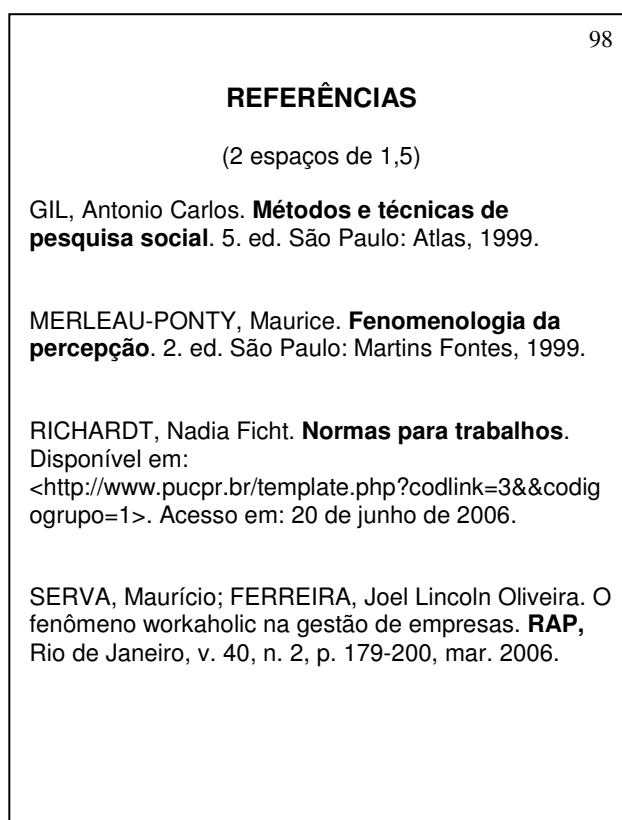 98
REFERÊNCIAS
(2 espaços de 1,5)
GIL, Antonio Carlos. Métodos e técnicas de
pesquisa social. 5. ed. São Paulo: Atlas, 1999.
MERLEAU-PONTY, Maurice. Fenomenologia da
percepção. 2. ed. São Paulo: Martins Fontes, 1999.
RICHARDT, Nadia Ficht. Normas para trabalhos.
Disponível em:
<http://www.pucpr.br/template.php?codlink=3&&codig
ogrupo=1>. Acesso em: 20 de junho de 2006.
SERVA, Maurício; FERREIRA, Joel Lincoln Oliveira. O
fenômeno workaholic na gestão de empresas. RAP,
Rio de Janeiro, v. 40, n. 2, p. 179-200, mar. 2006.